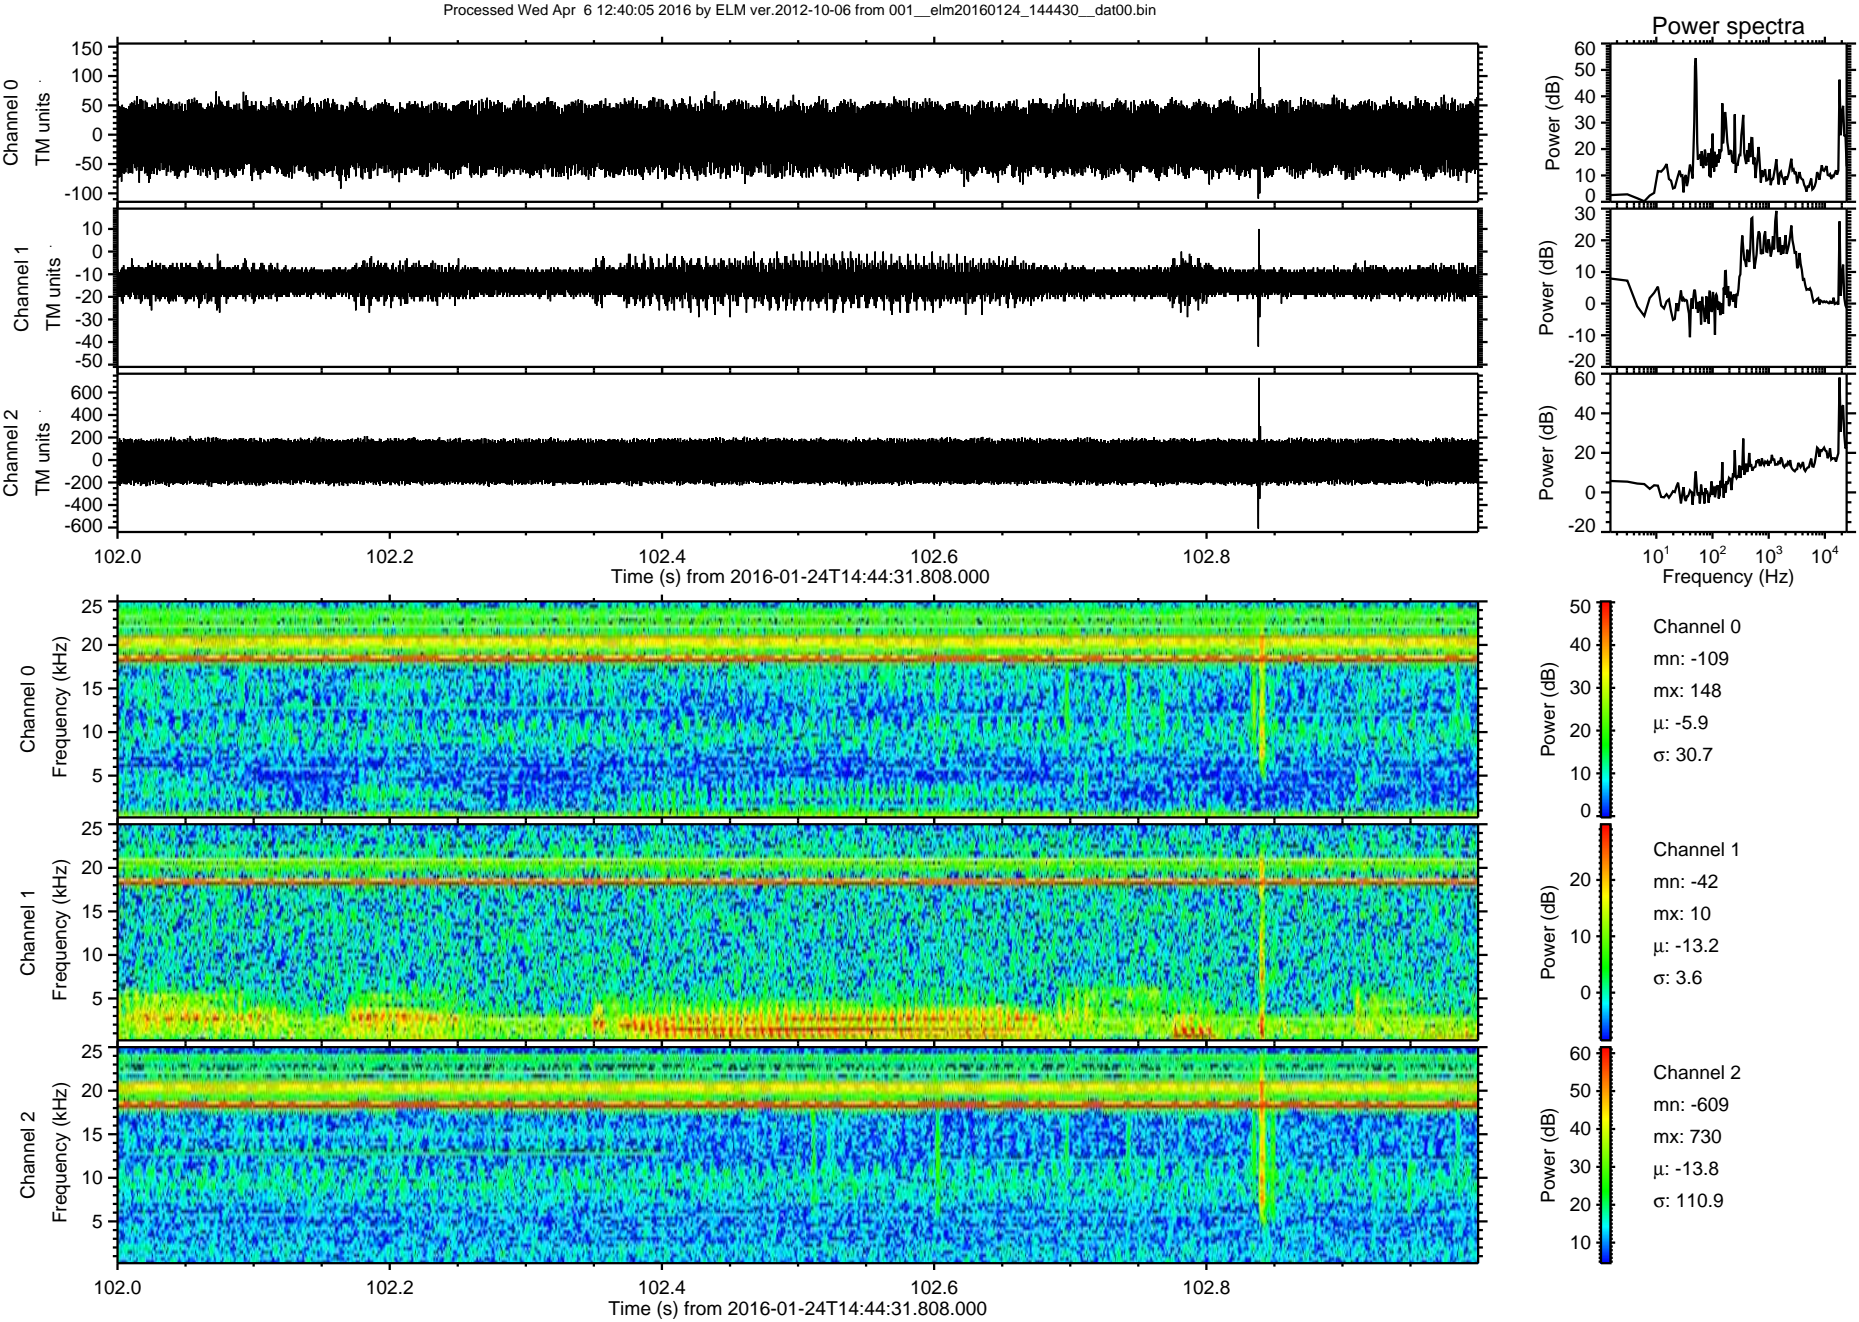 Processed Wed Apr  6 12:40:05 2016 by ELM ver.2012-10-06 from 001__elm20160124_144430__dat00.bin
Power spectra
Channel 0
TM units
150
100
50
0
-50
-100
Power (dB)
60
50
40
30
20
10
0
Channel 1
TM units
10
0
-10
-20
-30
-40
-50
Power (dB)
30
20
10
0
-10
-20
Channel 2
TM units
600
400
200
0
-200
-400
-600
Power (dB)
60
40
20
0
-20
102.0 102.2 102.4 102.6 102.8
Time (s) from 2016-01-24T14:44:31.808.000
10¹ 10² 10³ 10⁴
Frequency (Hz)
Channel 0
Frequency (kHz)
25
20
15
10
5
Power (dB)
50
40
30
20
10
0
Channel 0
mn: -109
mx: 148
μ: -5.9
σ: 30.7
Channel 1
Frequency (kHz)
25
20
15
10
5
Power (dB)
20
10
0
Channel 1
mn: -42
mx: 10
μ: -13.2
σ: 3.6
Channel 2
Frequency (kHz)
25
20
15
10
5
Power (dB)
60
50
40
30
20
10
Channel 2
mn: -609
mx: 730
μ: -13.8
σ: 110.9
102.0 102.2 102.4 102.6 102.8
Time (s) from 2016-01-24T14:44:31.808.000